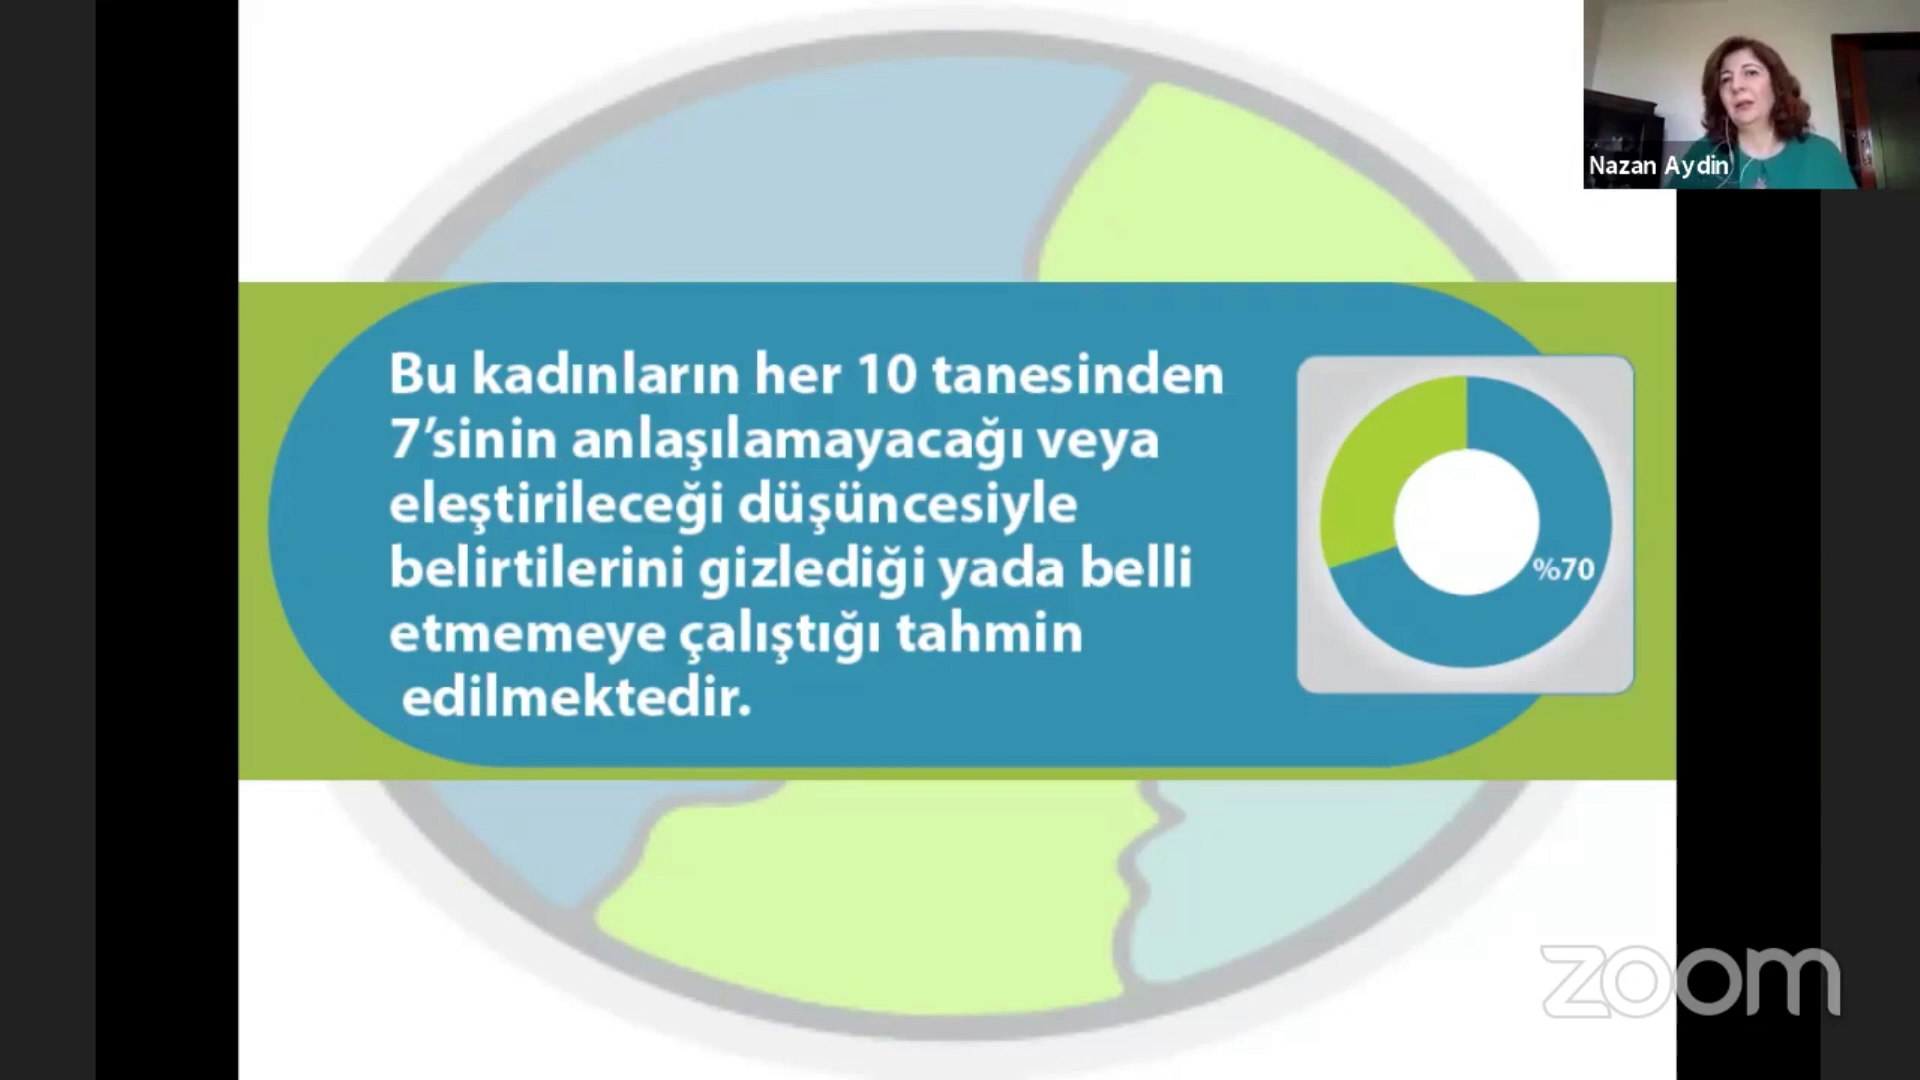 Nazan Aydin
Bu kadınların her 10 tanesinden
7’sinin anlaşılamayacağı veya
eleştirileceği düşüncesiyle
belirtilerini gizlediği yada belli
etmemeye çalıştığı tahmin
edilmektedir.
%70
zoom